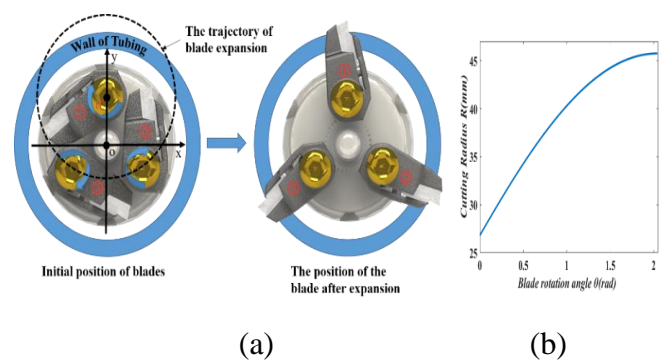 The trajectory of
blade expansion
Wall of Tubing
y
o
x
Initial position of blades
The position of the
blade after expansion
(a)
Cutting Radius R(mm)
45
35
30
25
0
0.5
1.0
1.5
2
Blade rotation angle θ(rad)
(b)